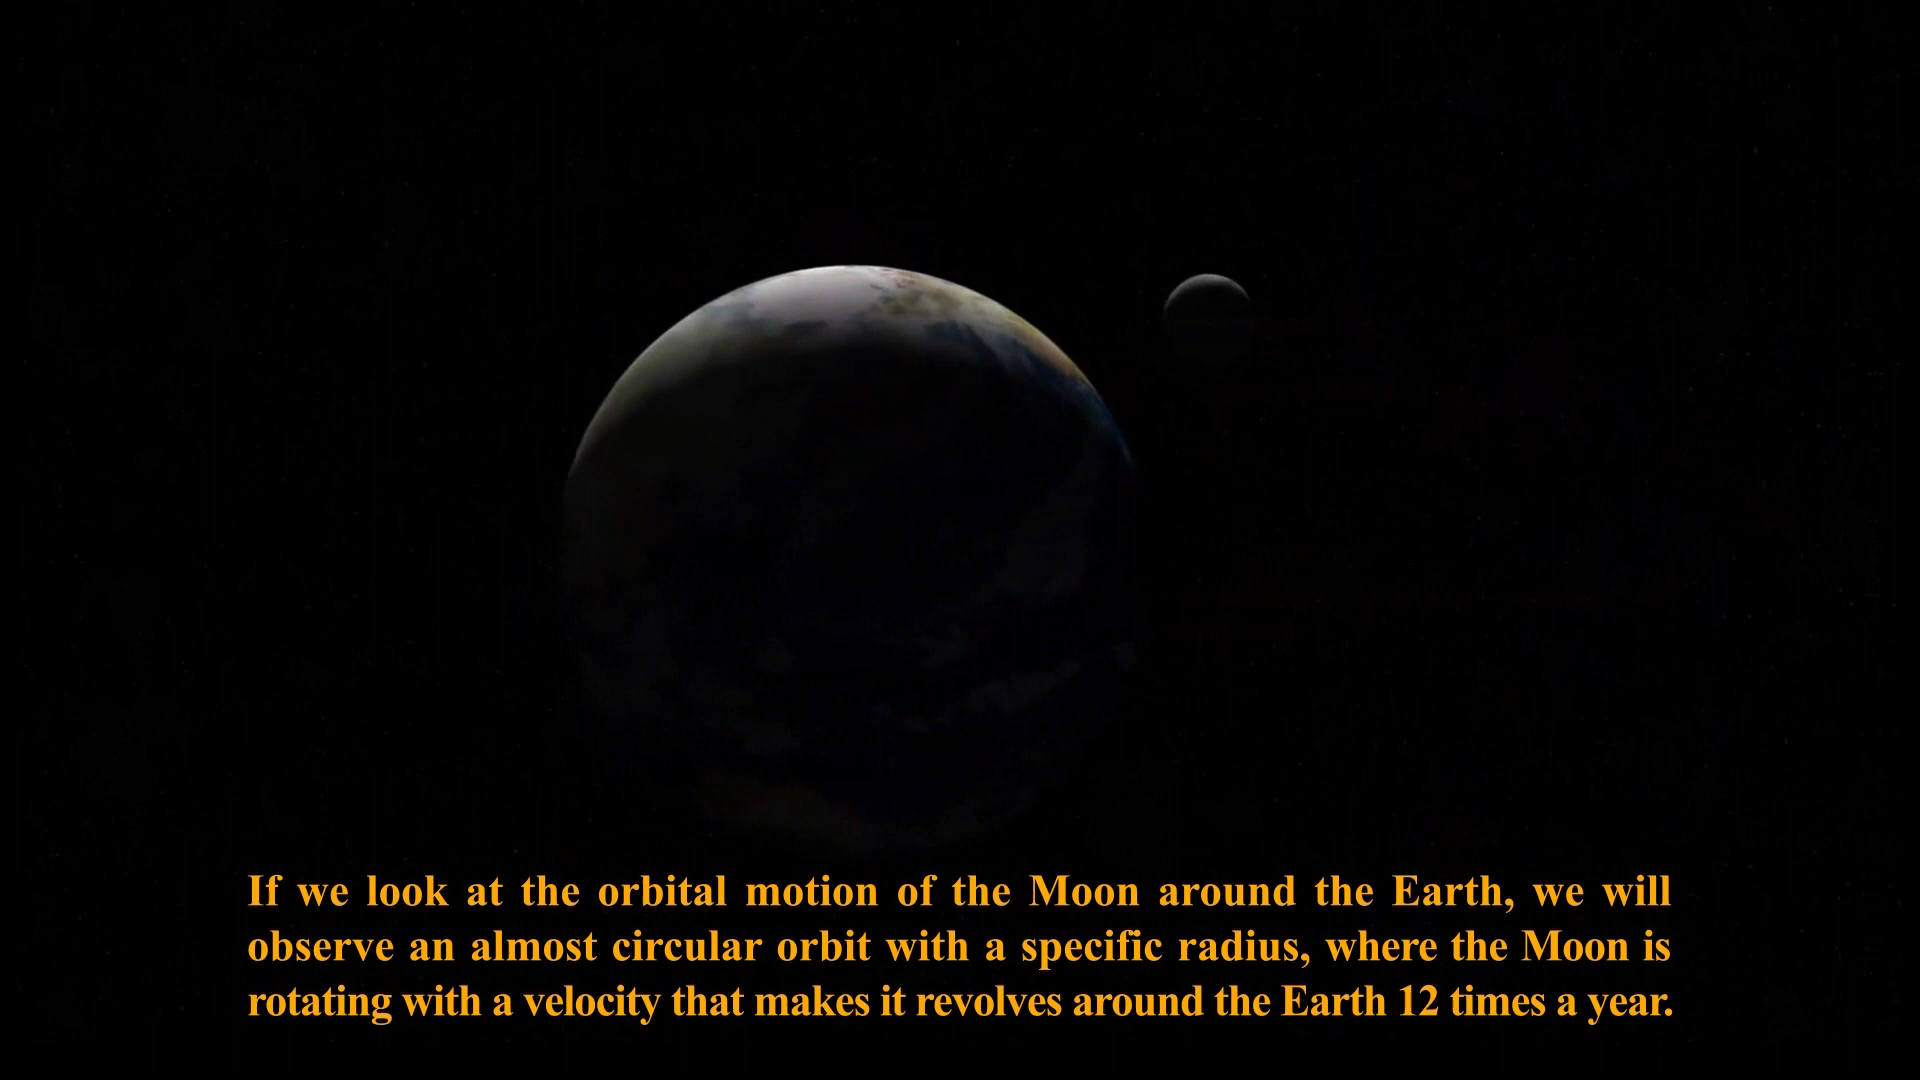 If we look at the orbital motion of the Moon around the Earth, we will
observe an almost circular orbit with a specific radius, where the Moon is
rotating with a velocity that makes it revolves around the Earth 12 times a year.